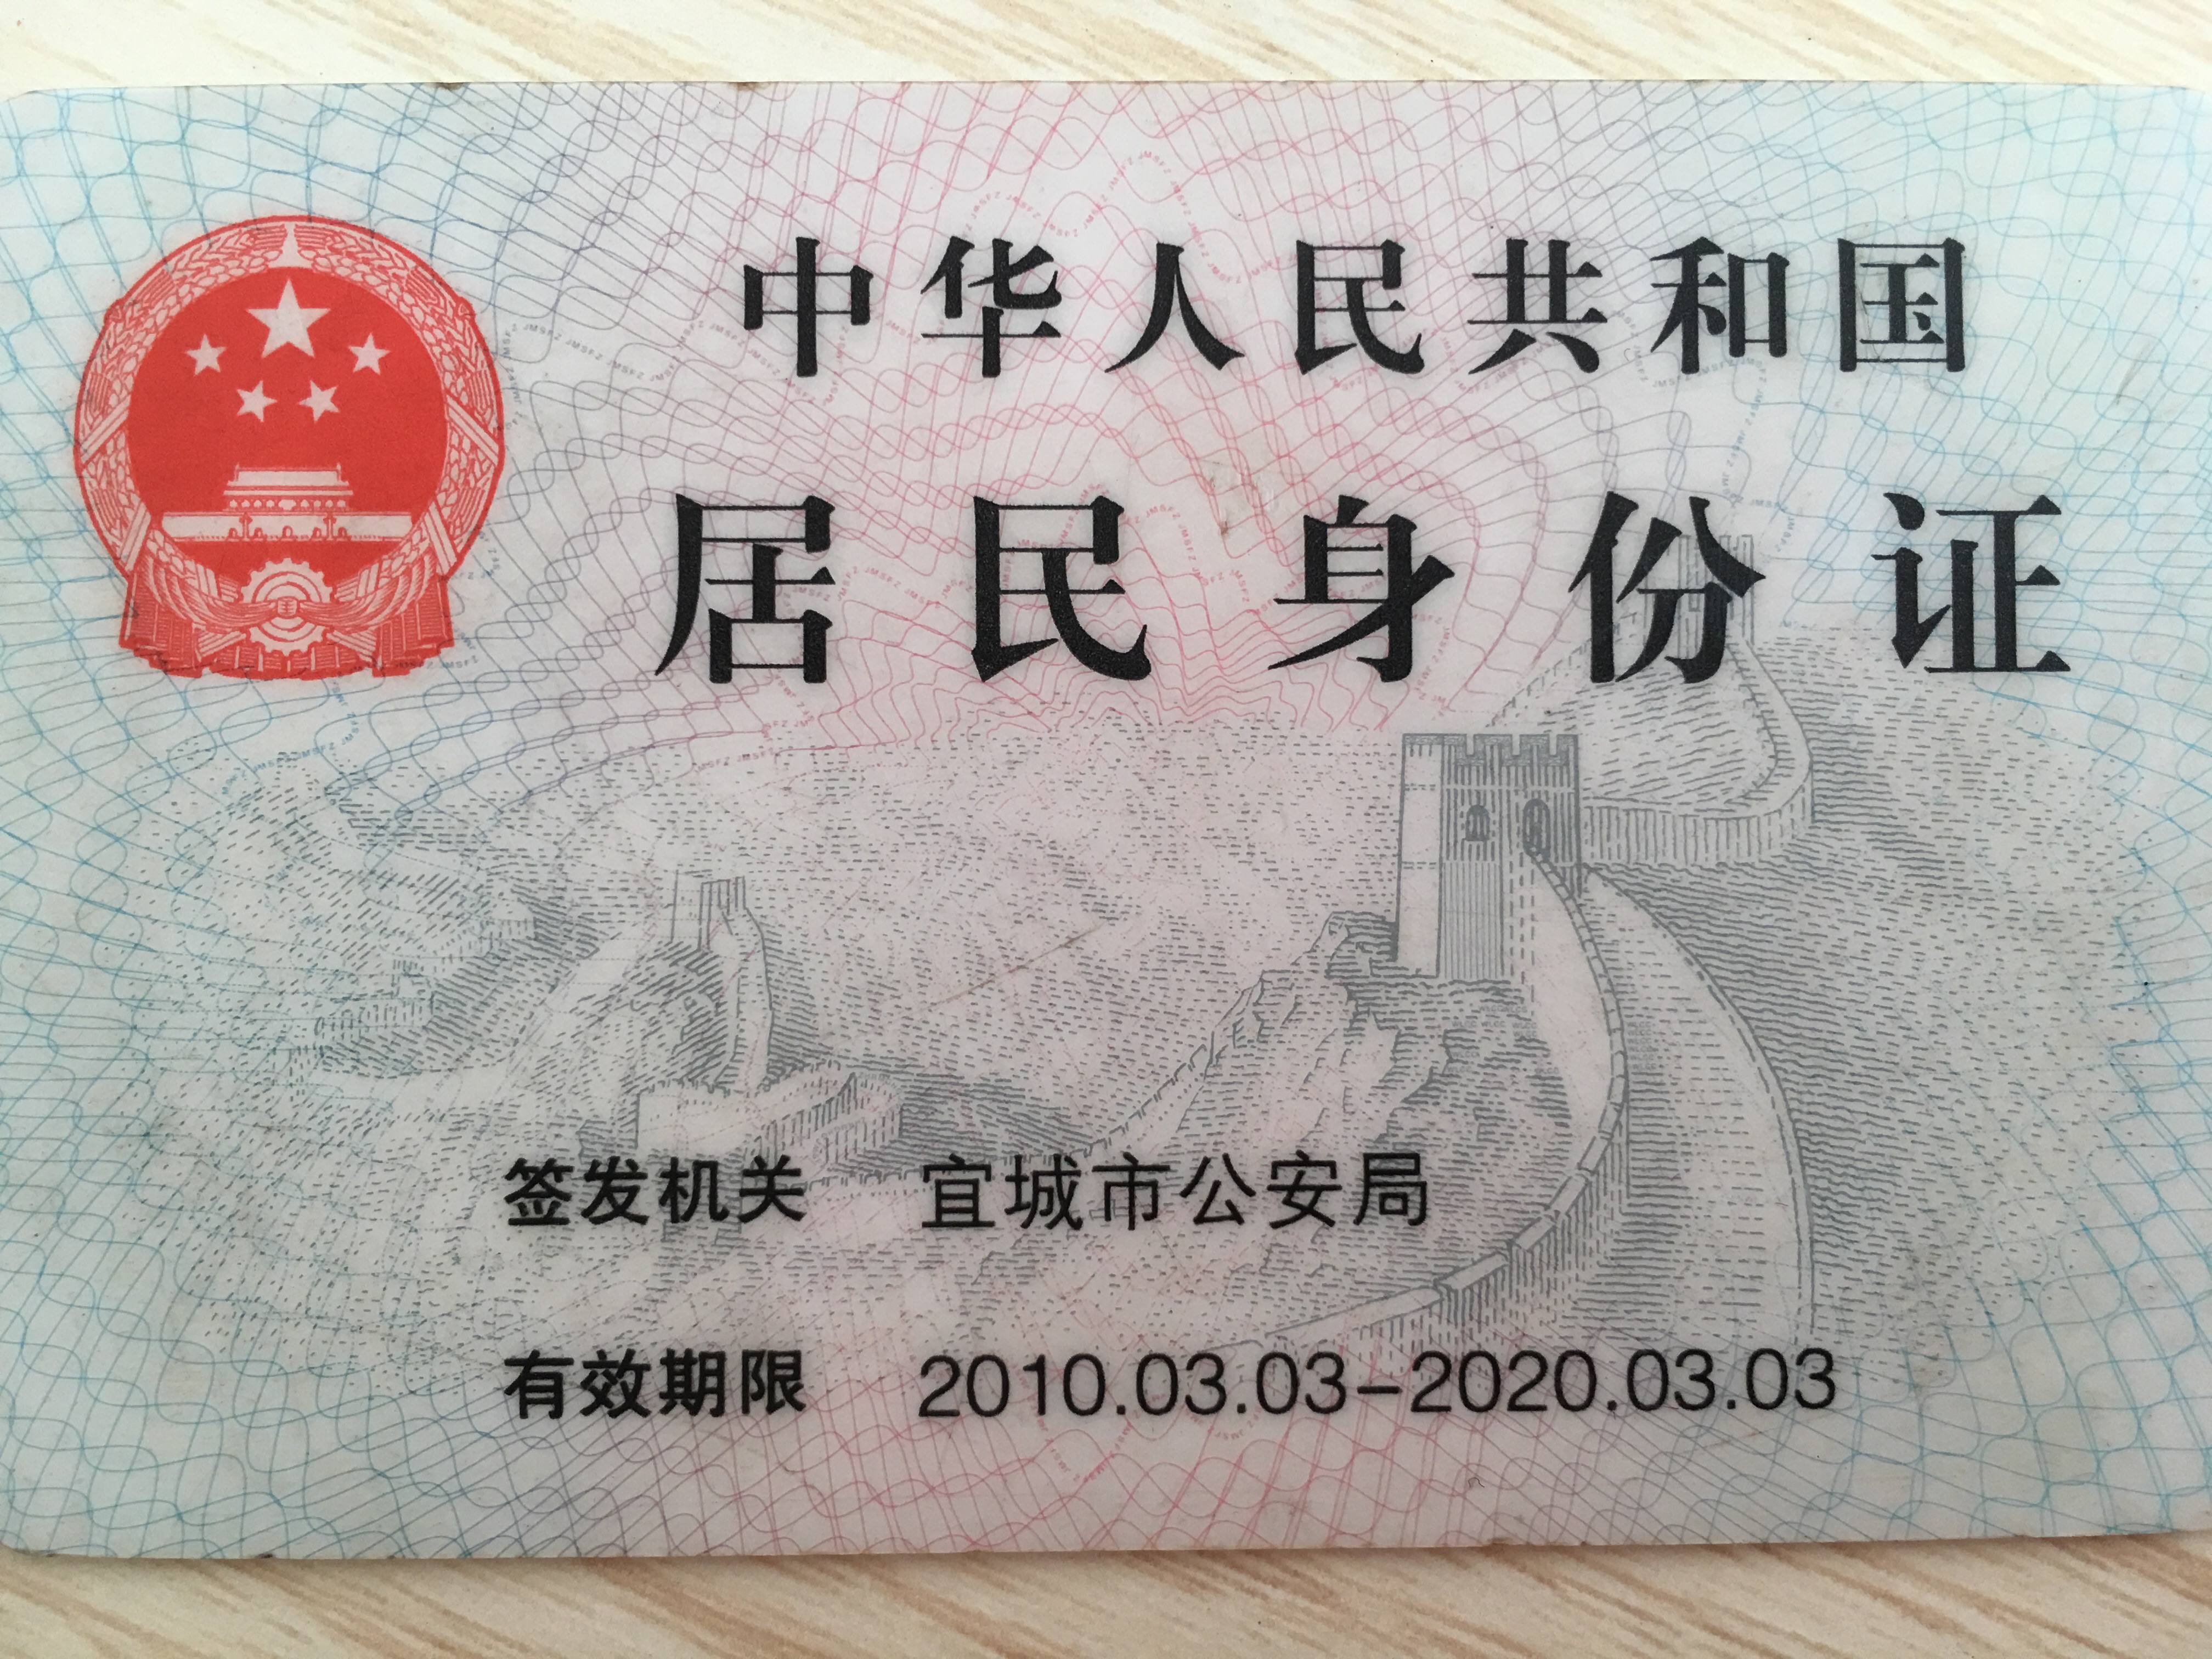 中华人民共和国
居民身份证
签发机关 宜城市公安局
有效期限 2010.03.03-2020.03.03